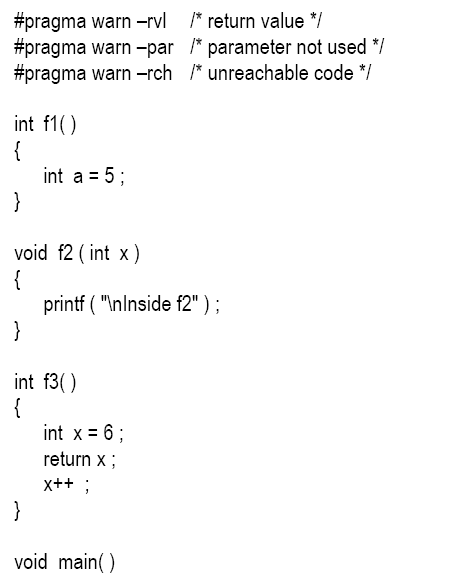 #pragma warn –rvl /* return value */
#pragma warn –par /* parameter not used */
#pragma warn –rch /* unreachable code */
int f1( )
{
int a = 5 ;
}
void f2 ( int x )
{
printf ( "\nInside f2" ) ;
}
int f3( )
{
int x = 6 ;
return x ;
x++ ;
}
void main( )